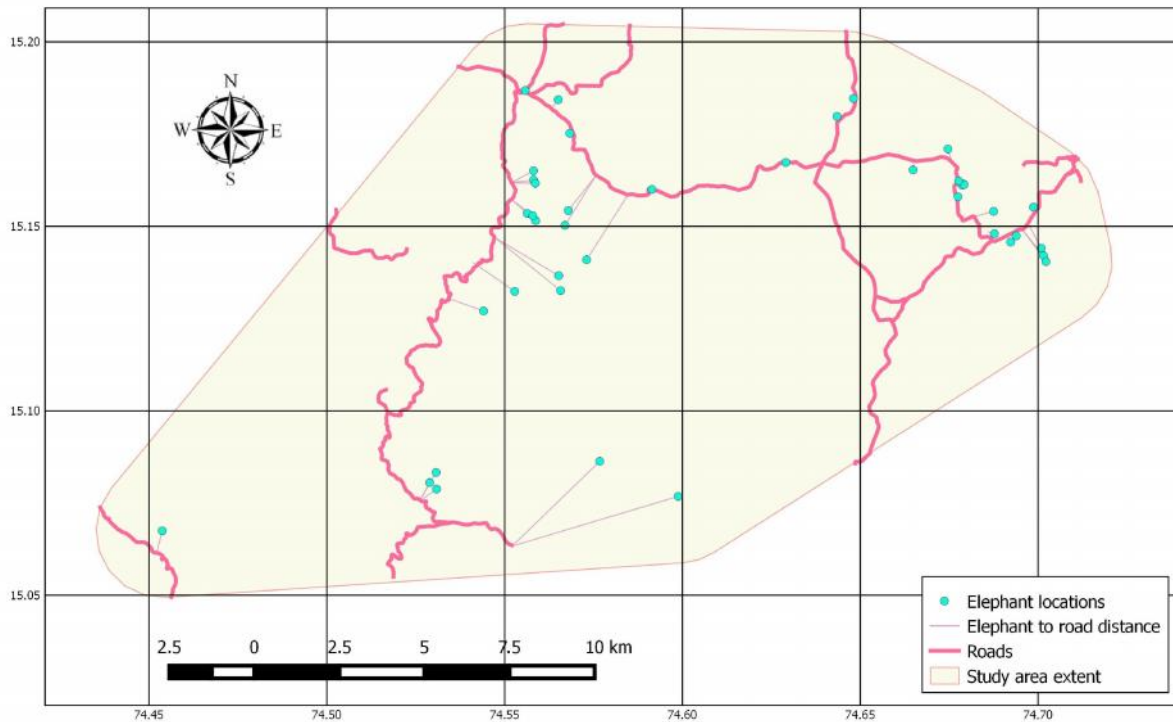 15.20
N
W E
S
15.15
15.10
15.05
Elephant locations
Elephant to road distance
Roads
Study area extent
2.5 0 2.5 5 7.5 10 km
74.45 74.50 74.55 74.60 74.65 74.70